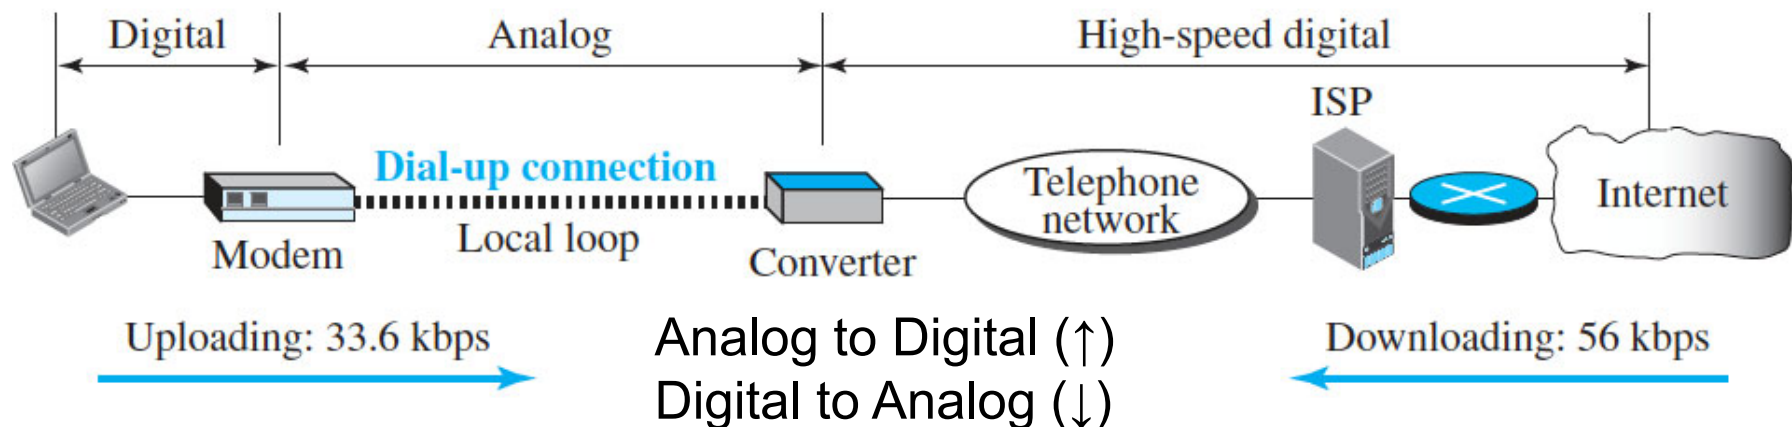 Digital
Analog
High-speed digital
ISP
Dial-up connection
Telephone
network
Internet
Local loop
Modem
Converter
Uploading: 33.6 kbps
Analog to Digital (↑)
Downloading: 56 kbps
Digital to Analog (↓)